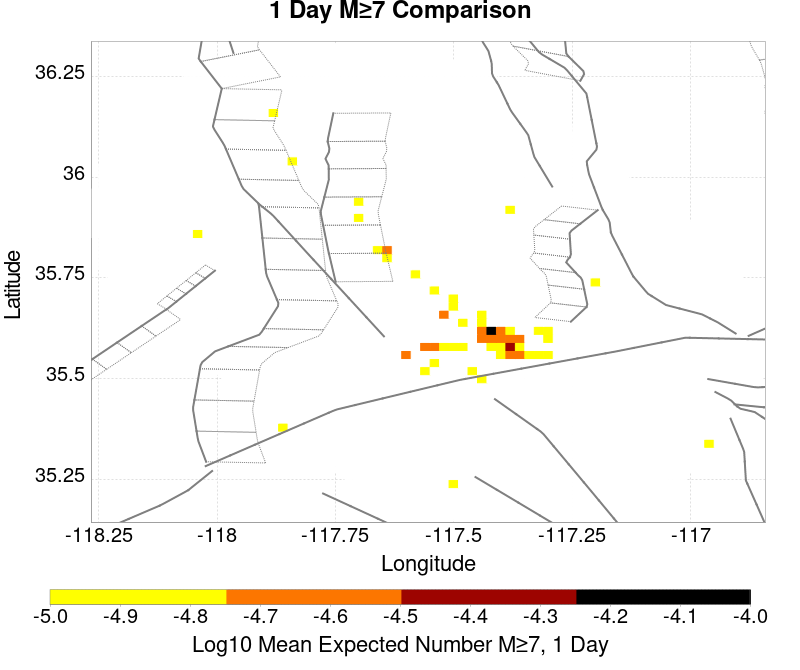 1 Day M≥7 Comparison
36.25
36
35.75
35.5
35.25
Latitude
-118.25 -118 -117.75 -117.5 -117.25 -117
Longitude
-5.0 -4.9 -4.8 -4.7 -4.6 -4.5 -4.4 -4.3 -4.2 -4.1 -4.0
Log10 Mean Expected Number M≥7, 1 Day